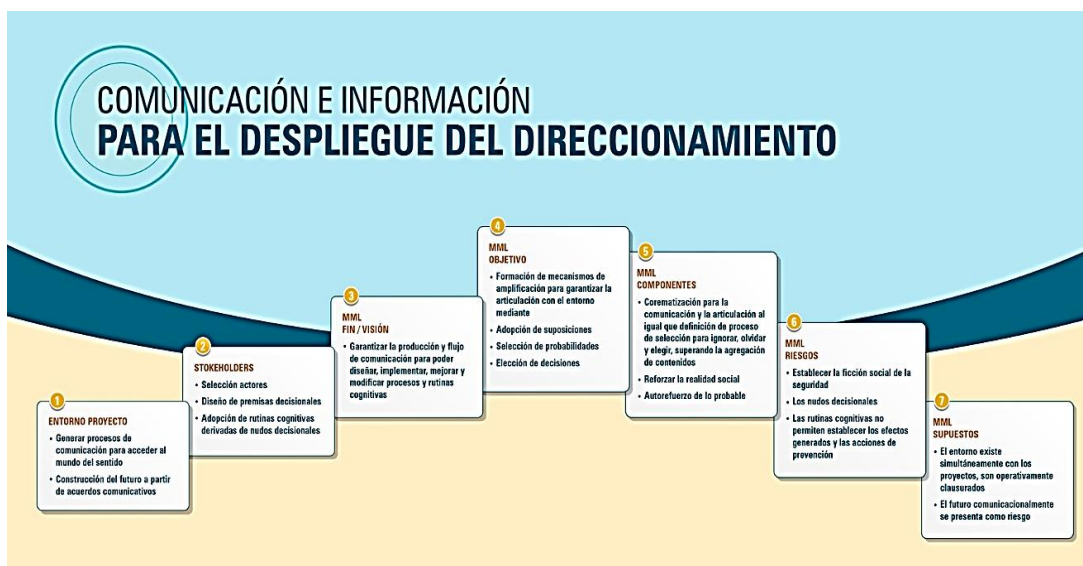 COMUNICACIÓN E INFORMACIÓN
PARA EL DESPLIEGUE DEL DIRECCIONAMIENTO
1
ENTORNO PROYECTO
• Generar procesos de
comunicación para acceder al
mundo del sentido
• Construcción del futuro a partir
de acuerdos comunicativos
2
STOKEHOLDERS
• Selección actores
• Diseño de premisas decisionales
• Adopción de rutinas cognitivas
derivadas de nudos decisionales
3
MML
FIN / VISIÓN
• Garantizar la producción y flujo
de comunicación para poder
diseñar, implementar, mejorar y
modificar procesos y rutinas
cognitivas
4
MML
OBJETIVO
• Formación de mecanismos de
amplificación para garantizar la
articulación con el entorno
mediante
• Adopción de suposiciones
• Selección de probabilidades
• Elección de decisiones
5
MML
COMPONENTES
• Corematización para la
comunicación y la articulación al
igual que definición de proceso
de selección para ignorar, olvidar
y elegir, superando la agregación
de contenidos
• Reforzar la realidad social
• Autorefuerzo de lo probable
6
MML
RIESGOS
• Establecer la ficción social de la
seguridad
• Los nudos decisionales
• Las rutinas cognitivas no
permiten establecer los efectos
generados y las acciones de
prevención
7
MML
SUPUESTOS
• El entorno existe
simultáneamente con los
proyectos, son operativamente
clausurados
• El futuro comunicacionalmente
se presenta como riesgo